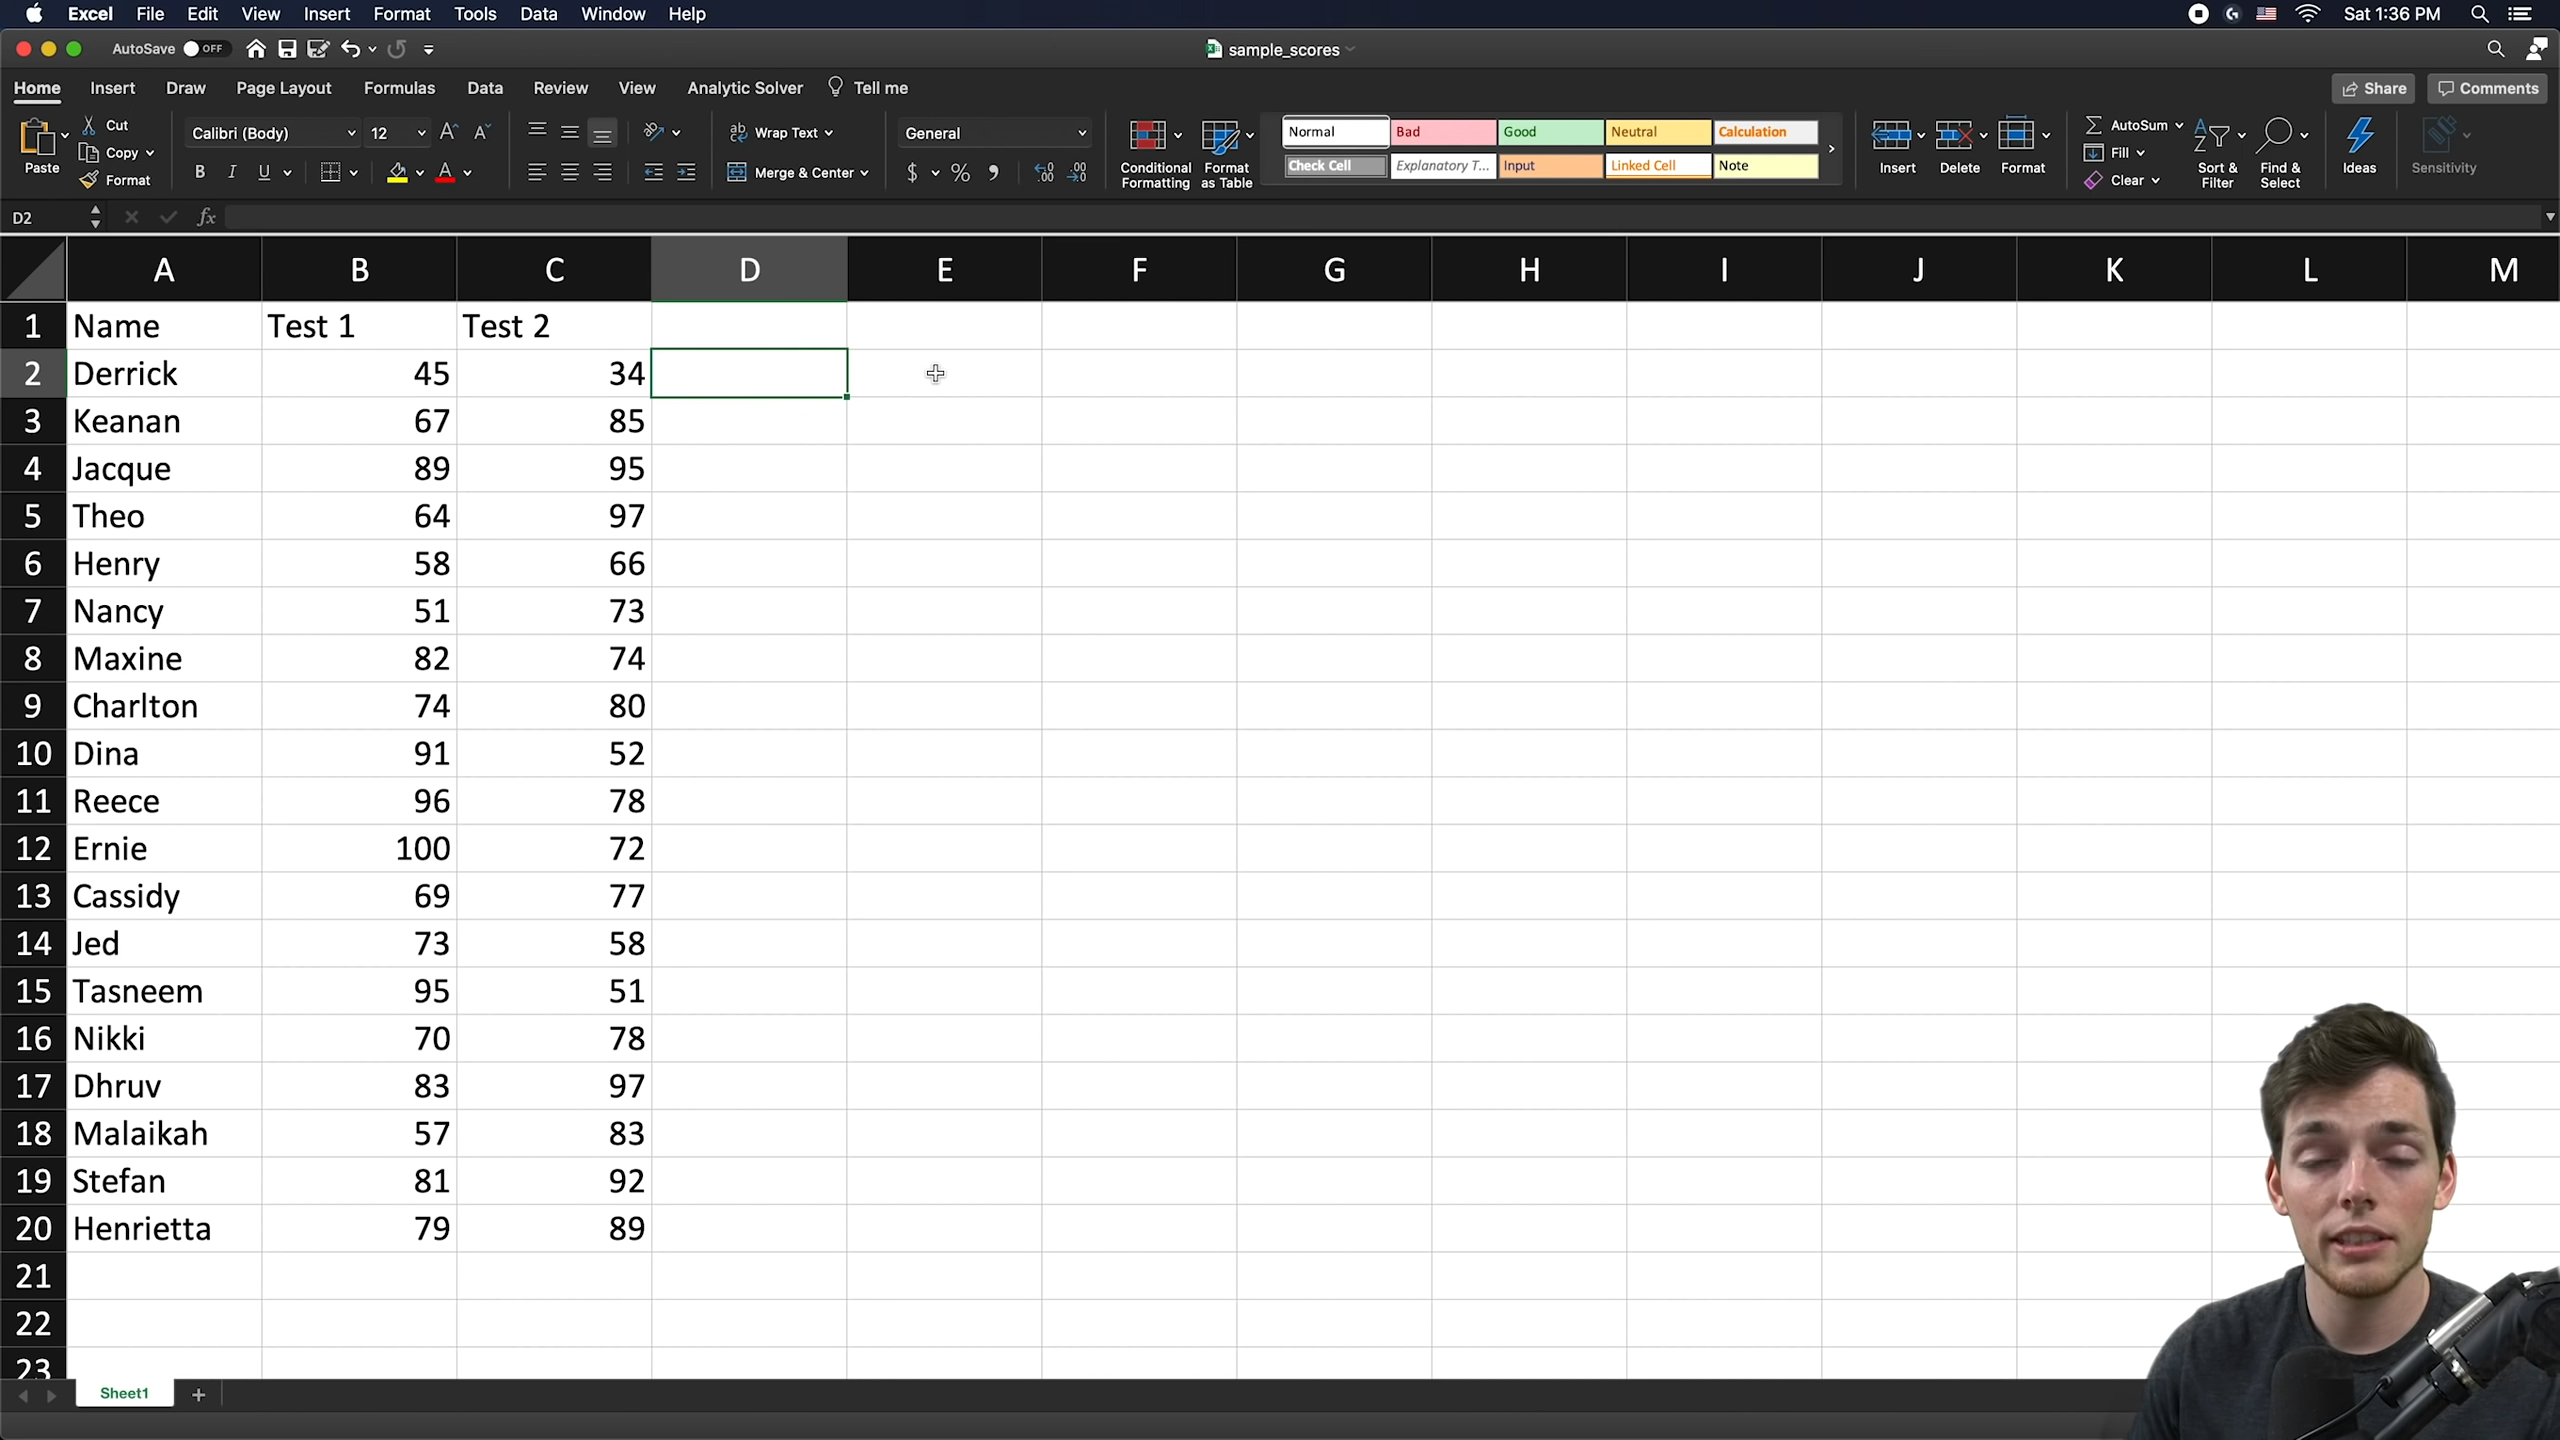 Excel File Edit View Insert Format Tools Data Window Help Sat 1:36 PM
AutoSave OFF sample_scores
Home Insert Draw Page Layout Formulas Data Review View Analytic Solver Tell me Share Comments
Paste Cut Copy Format
Calibri (Body) 12 A A
B I U A
ab Wrap Text
Merge & Center
General
$ % 9 .00 .00
Conditional Formatting
Format as Table
Normal Bad Good Neutral Calculation
Check Cell Explanatory T... Input Linked Cell Note
Insert Delete Format
AutoSum
Fill
Clear
Sort & Filter
Find & Select
Ideas
Sensitivity
D2 fx
A B C D E F G H I J K L M
1 Name Test 1 Test 2
2 Derrick 45 34
3 Keanan 67 85
4 Jacque 89 95
5 Theo 64 97
6 Henry 58 66
7 Nancy 51 73
8 Maxine 82 74
9 Charlton 74 80
10 Dina 91 52
11 Reece 96 78
12 Ernie 100 72
13 Cassidy 69 77
14 Jed 73 58
15 Tasneem 95 51
16 Nikki 70 78
17 Dhruv 83 97
18 Malaikah 57 83
19 Stefan 81 92
20 Henrietta 79 89
21
22
23
Sheet1 +